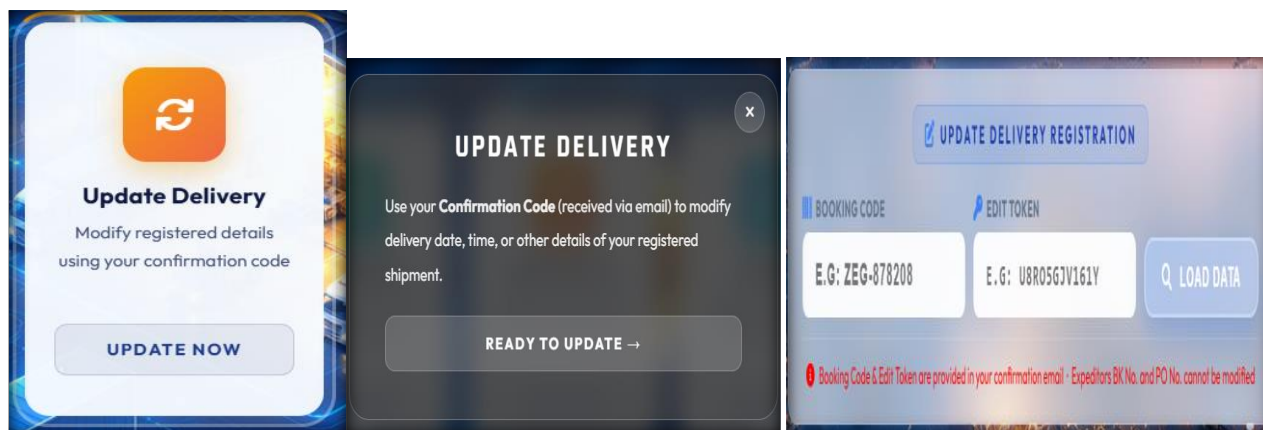 Update Delivery
Modify registered details
using your confirmation code
UPDATE NOW
X
UPDATE DELIVERY
Use your Confirmation Code (received via email) to modify
delivery date, time, or other details of your registered
shipment.
READY TO UPDATE →
UPDATE DELIVERY REGISTRATION
BOOKING CODE
EDIT TOKEN
E.G: ZEG-878208
E.G: U8RO5GJV161Y
LOAD DATA
Booking Code & Edit Token are provided in your confirmation email · Expeditors BK No. and PO No. cannot be modified